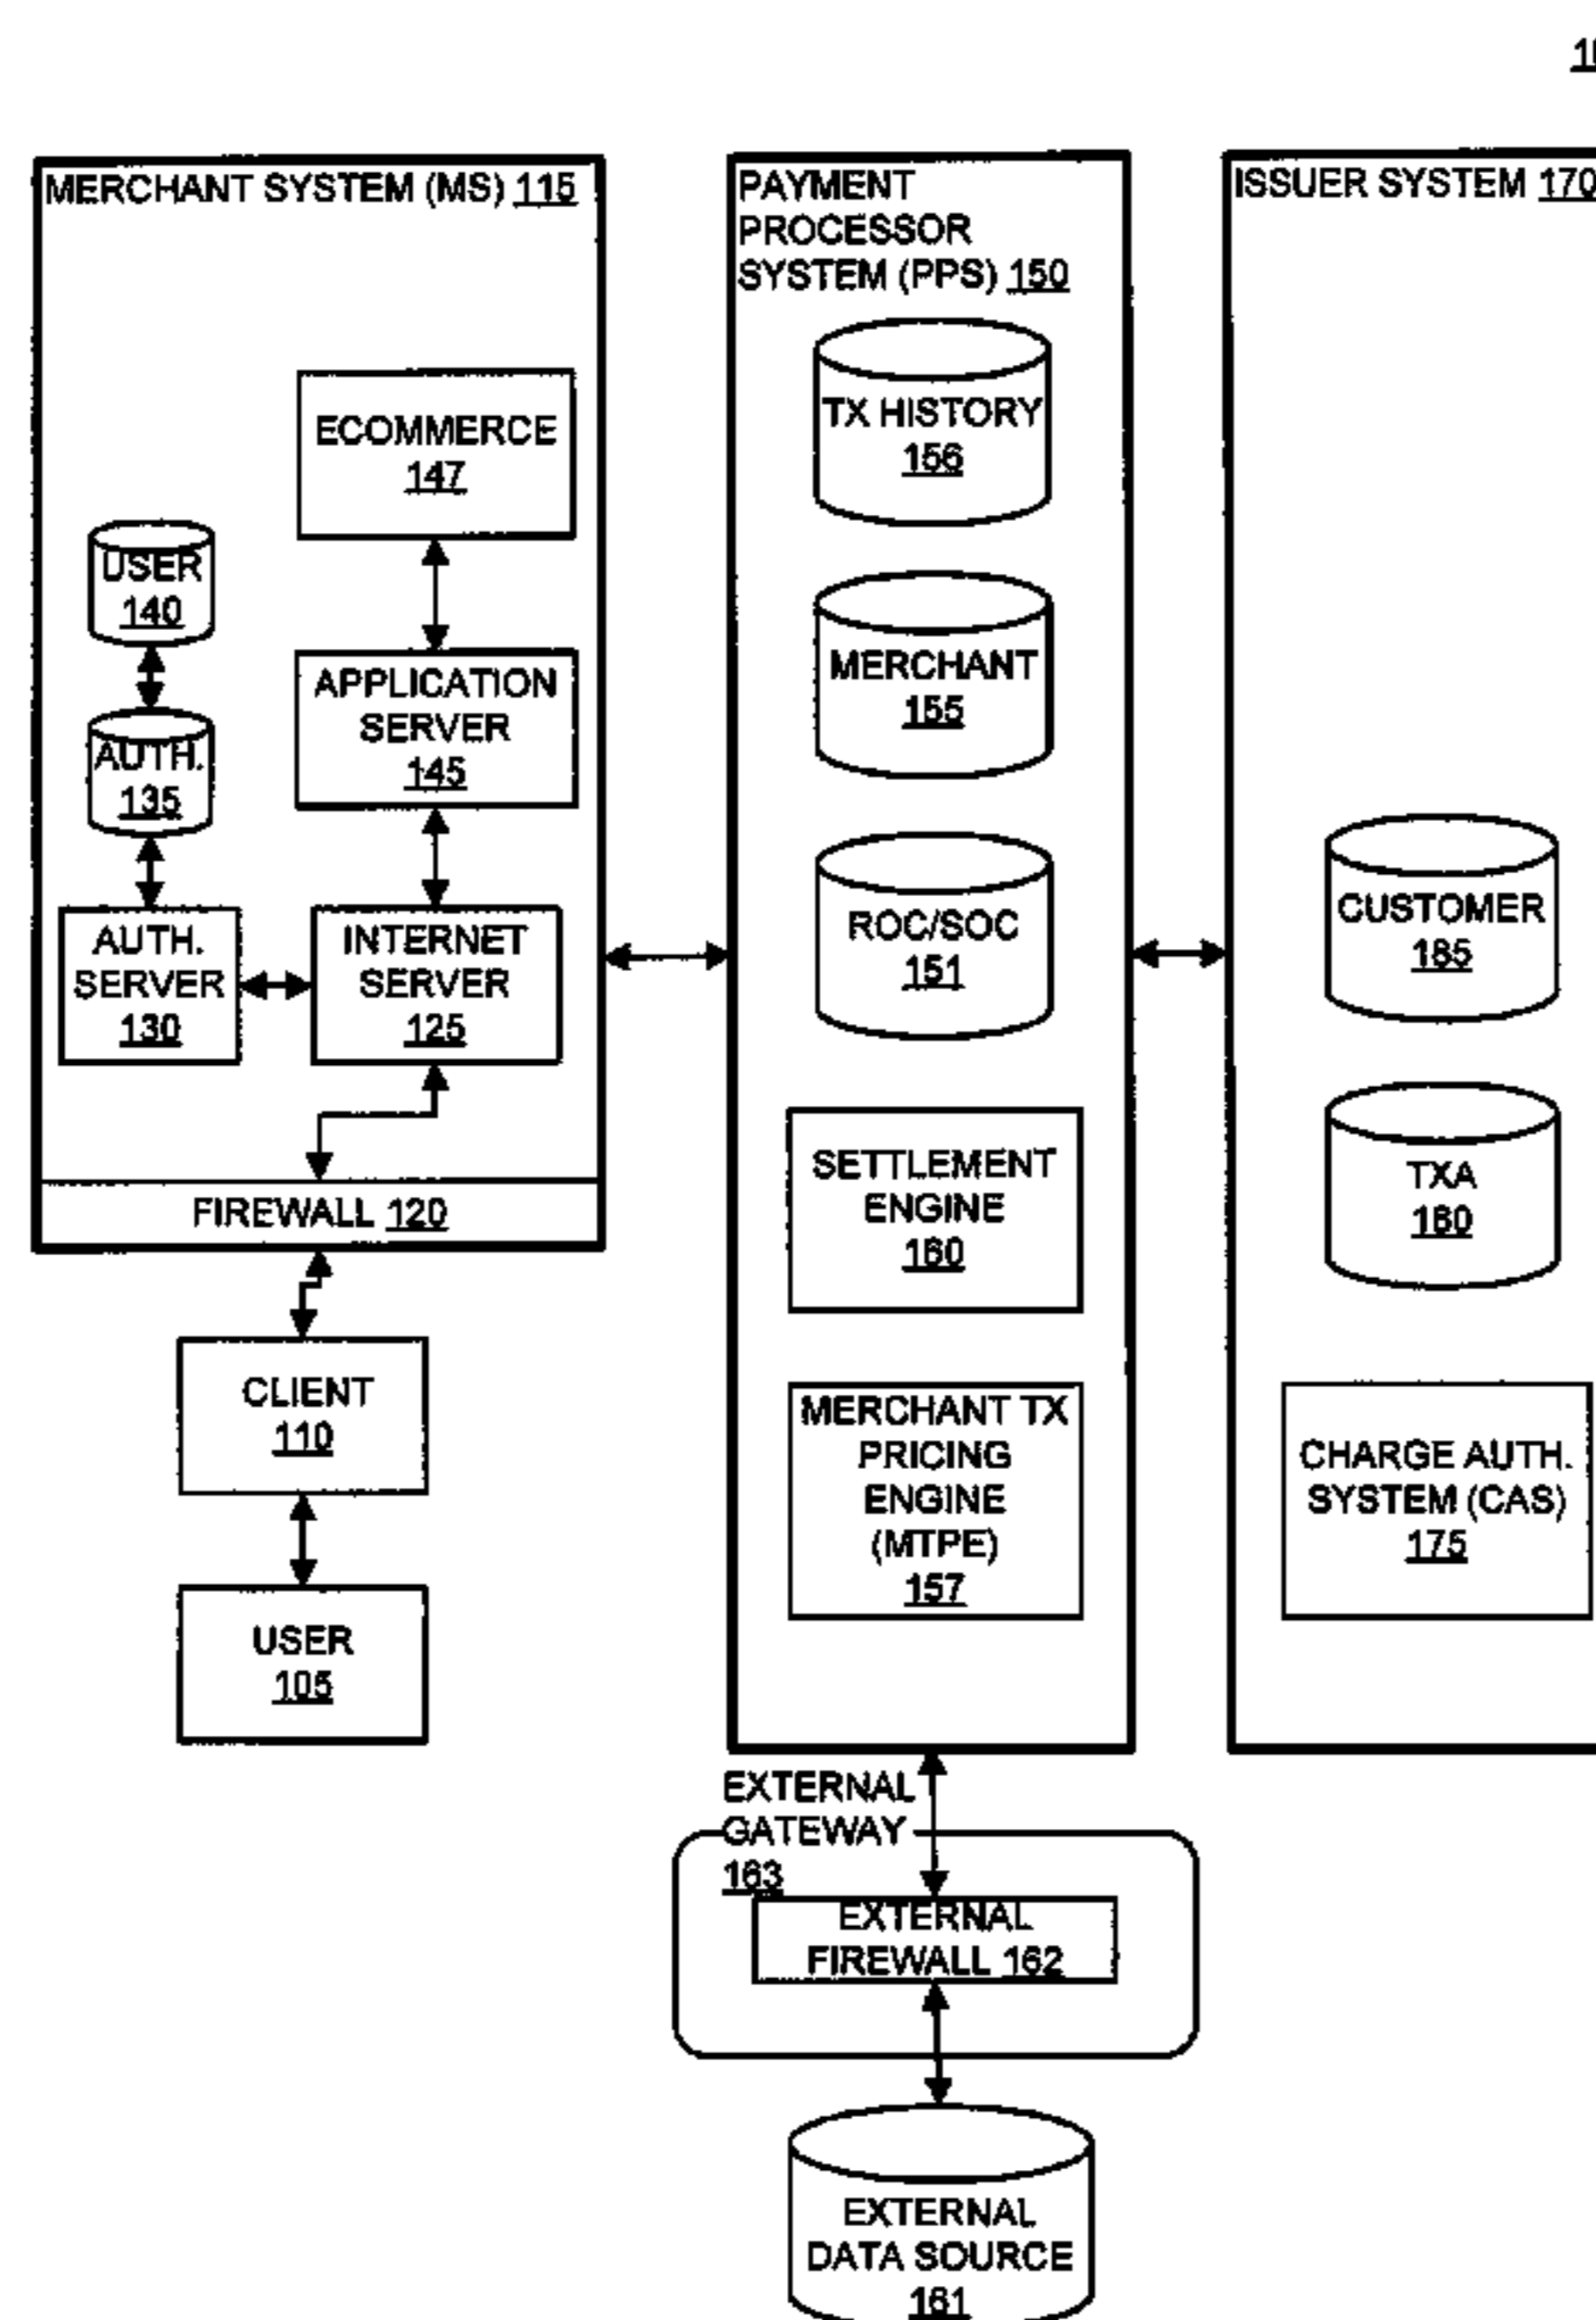 MERCHANT SYSTEM (MS) 115
ECOMMERCE
147
USER
140
APPLICATION
SERVER
145
AUTH.
135
AUTH.
SERVER
130
INTERNET
SERVER
125
FIREWALL 120
CLIENT
110
USER
105
PAYMENT
PROCESSOR
SYSTEM (PPS) 150
TX HISTORY
156
MERCHANT
155
ROC/SOC
151
SETTLEMENT
ENGINE
160
MERCHANT TX
PRICING
ENGINE
(MTPE)
157
EXTERNAL
GATEWAY
163
EXTERNAL
FIREWALL 162
EXTERNAL
DATA SOURCE
161
ISSUER SYSTEM 170
CUSTOMER
185
TXA
180
CHARGE AUTH.
SYSTEM (CAS)
175